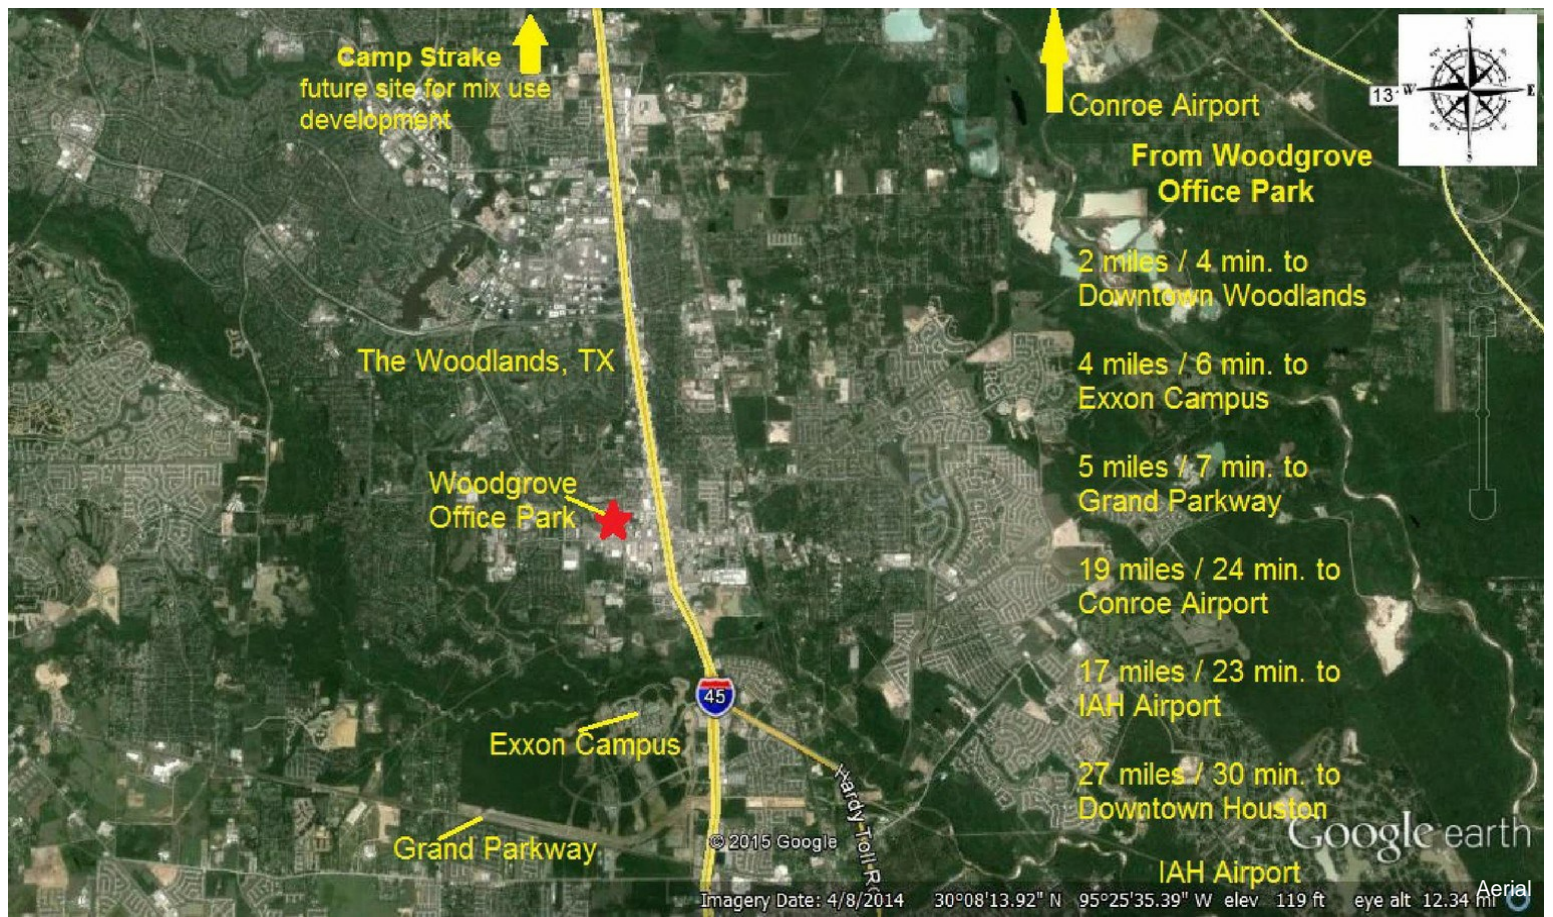 Camp Strake
future site for mix use
development
Conroe Airport
13
N
W
E
S
From Woodgrove
Office Park
2 miles / 4 min. to
Downtown Woodlands
The Woodlands, TX
4 miles / 6 min. to
Exxon Campus
Woodgrove
Office Park
5 miles / 7 min. to
Grand Parkway
19 miles / 24 min. to
Conroe Airport
17 miles / 23 min. to
IAH Airport
45
Exxon Campus
27 miles / 30 min. to
Downtown Houston
Hardy Toll R
Grand Parkway
© 2015 Google
Google earth
IAH Airport
Aerial
Imagery Date: 4/8/2014 30°08'13.92" N 95°25'35.39" W elev 119 ft eye alt 12.34 mi